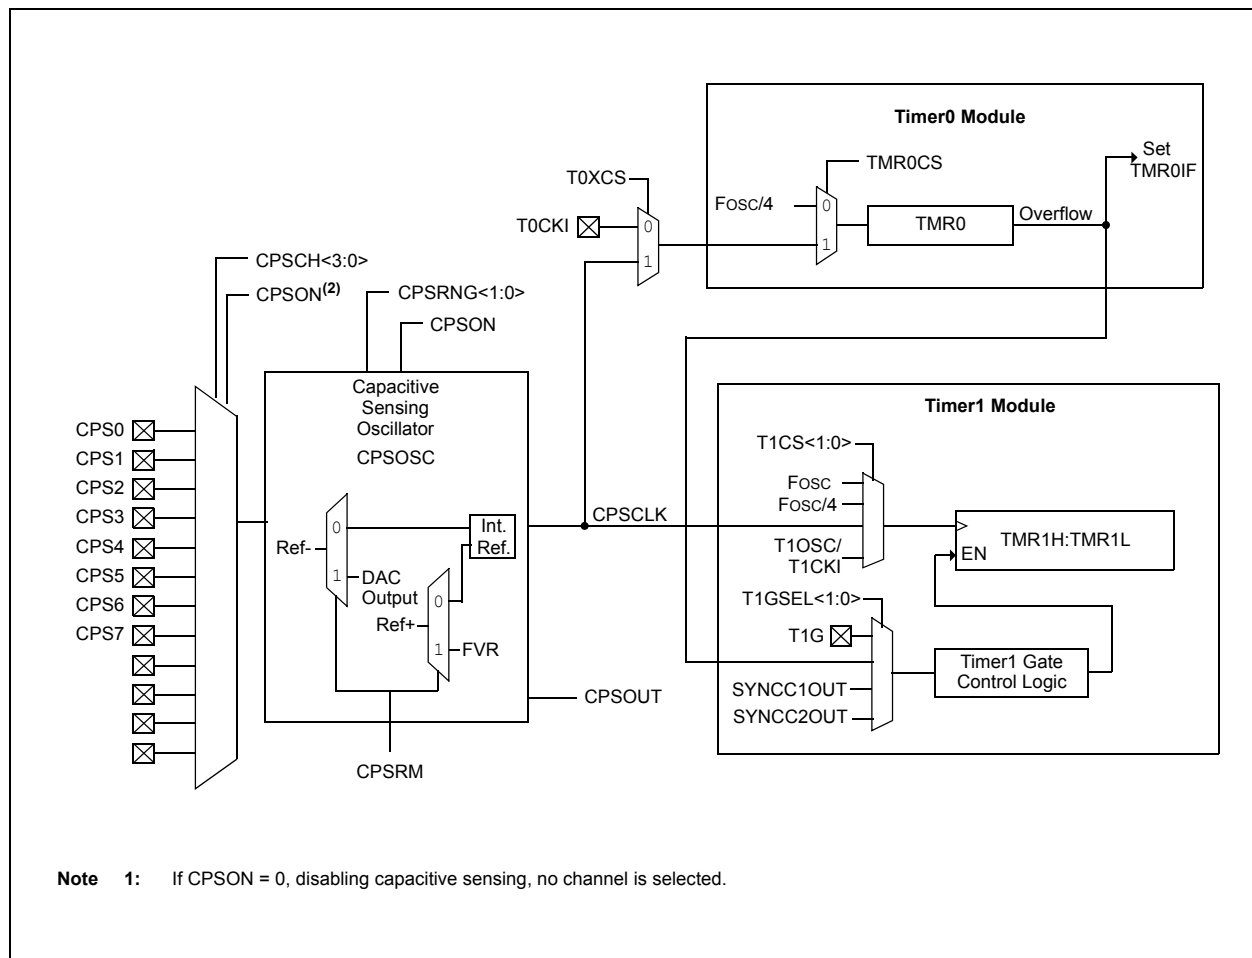 Timer0 Module
Set
TMR0IF
TMR0CS
T0XCS
FOSC/4
0
1
TMR0
Overflow
T0CKI
0
1
CPSCH<3:0>
CPSON(2)
CPSRNG<1:0>
CPSON
Capacitive
Sensing
Oscillator
CPSOSC
Timer1 Module
T1CS<1:0>
FOSC
FOSC/4
CPSCLK
T1OSC/
T1CKI
TMR1H:TMR1L
EN
CPS0
CPS1
CPS2
CPS3
CPS4
CPS5
CPS6
CPS7
0
1
Ref-
Int.
Ref.
DAC
Output
0
1
Ref+
FVR
T1GSEL<1:0>
T1G
Timer1 Gate
Control Logic
SYNCC1OUT
SYNCC2OUT
CPSOUT
CPSRM
Note 1: If CPSON = 0, disabling capacitive sensing, no channel is selected.